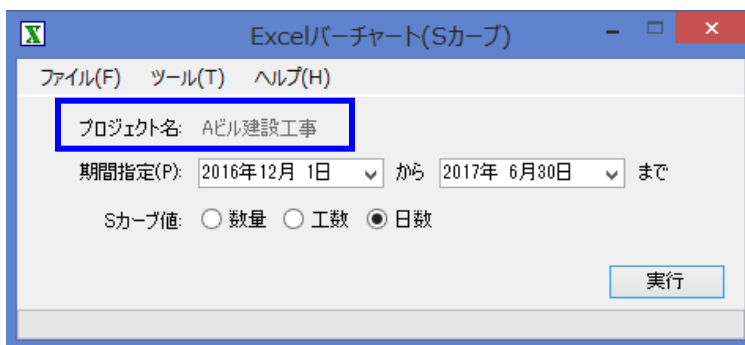 Excelバーチャート(Sカーブ)
ファイル(F) ツール(T) ヘルプ(H)
プロジェクト名: Aビル建設工事
期間指定(P): 2016年12月 1日 から 2017年 6月30日 まで
Sカーブ値: 数量 工数 日数
実行